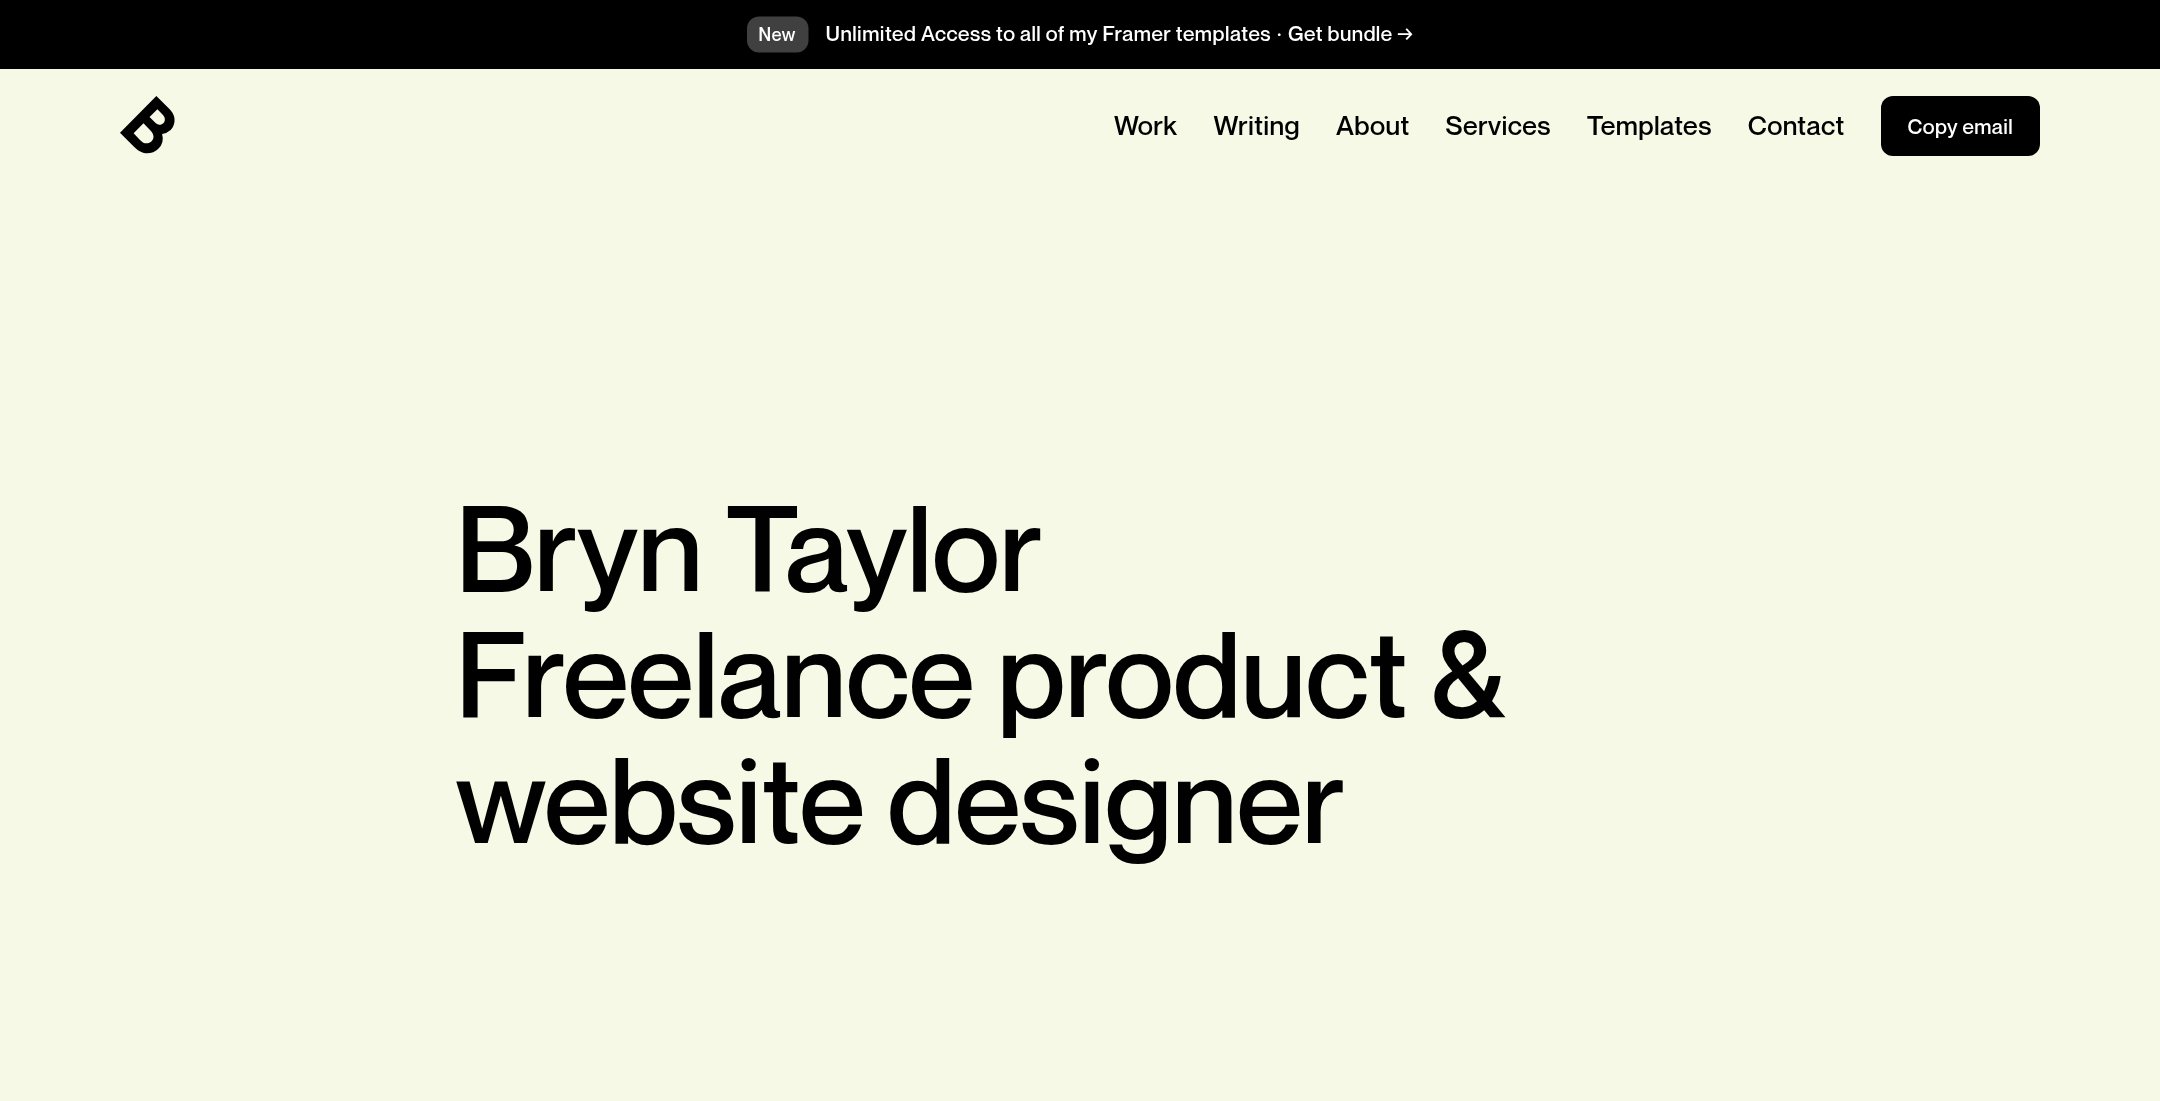 New Unlimited Access to all of my Framer templates · Get bundle →
B Work Writing About Services Templates Contact Copy email
Bryn Taylor
Freelance product &
website designer